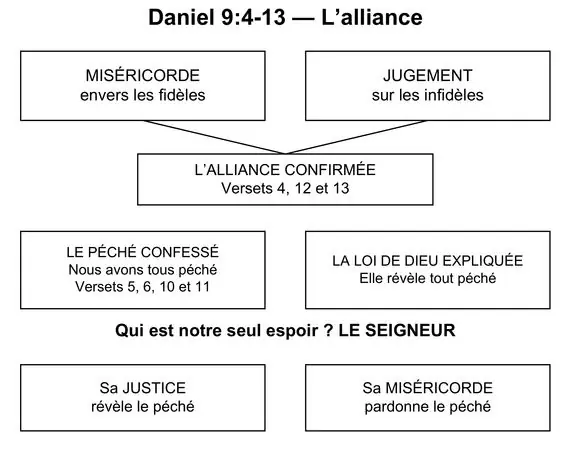 Daniel 9:4-13 — L’alliance
MISÉRICORDE
envers les fidèles
JUGEMENT
sur les infidèles
L’ALLIANCE CONFIRMÉE
Versets 4, 12 et 13
LE PÉCHÉ CONFESSÉ
Nous avons tous péché
Versets 5, 6, 10 et 11
LA LOI DE DIEU EXPLIQUÉE
Elle révèle tout péché
Qui est notre seul espoir ? LE SEIGNEUR
Sa JUSTICE
révèle le péché
Sa MISÉRICORDE
pardonne le péché